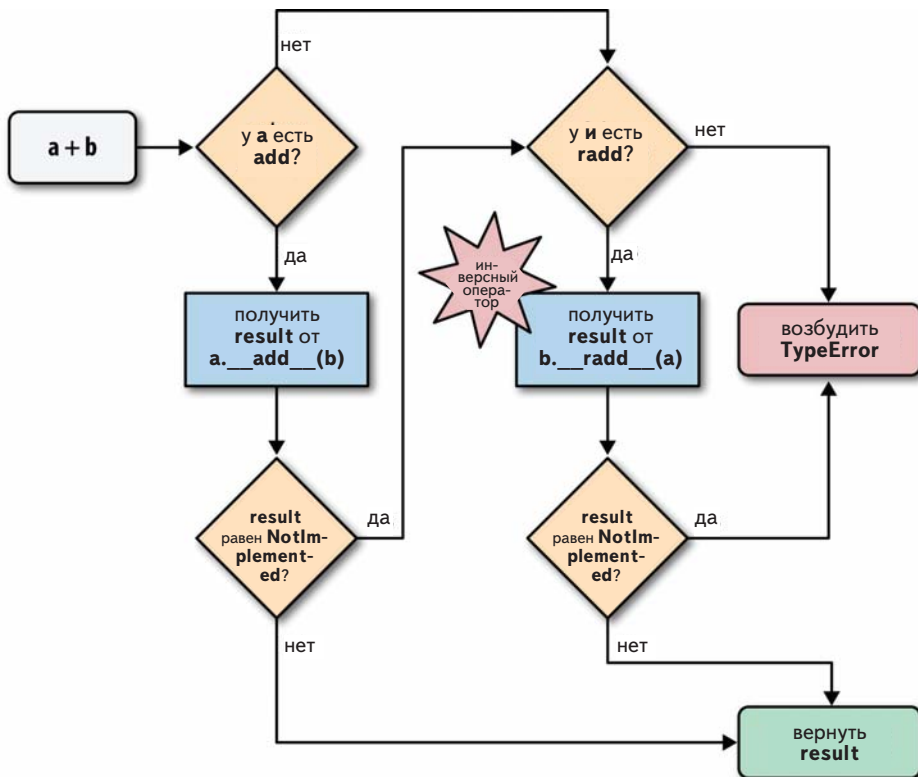 нет
a + b
у a есть
add?
у и есть
radd?
нет
да
ин-
версный
опера-
тор
да
получить
result от
a.__add__(b)
получить
result от
b.__radd__(a)
возбудить
TypeError
result
равен NotIm-
plement-
ed?
да
result
равен NotIm-
plement-
ed?
да
нет
нет
вернуть
result